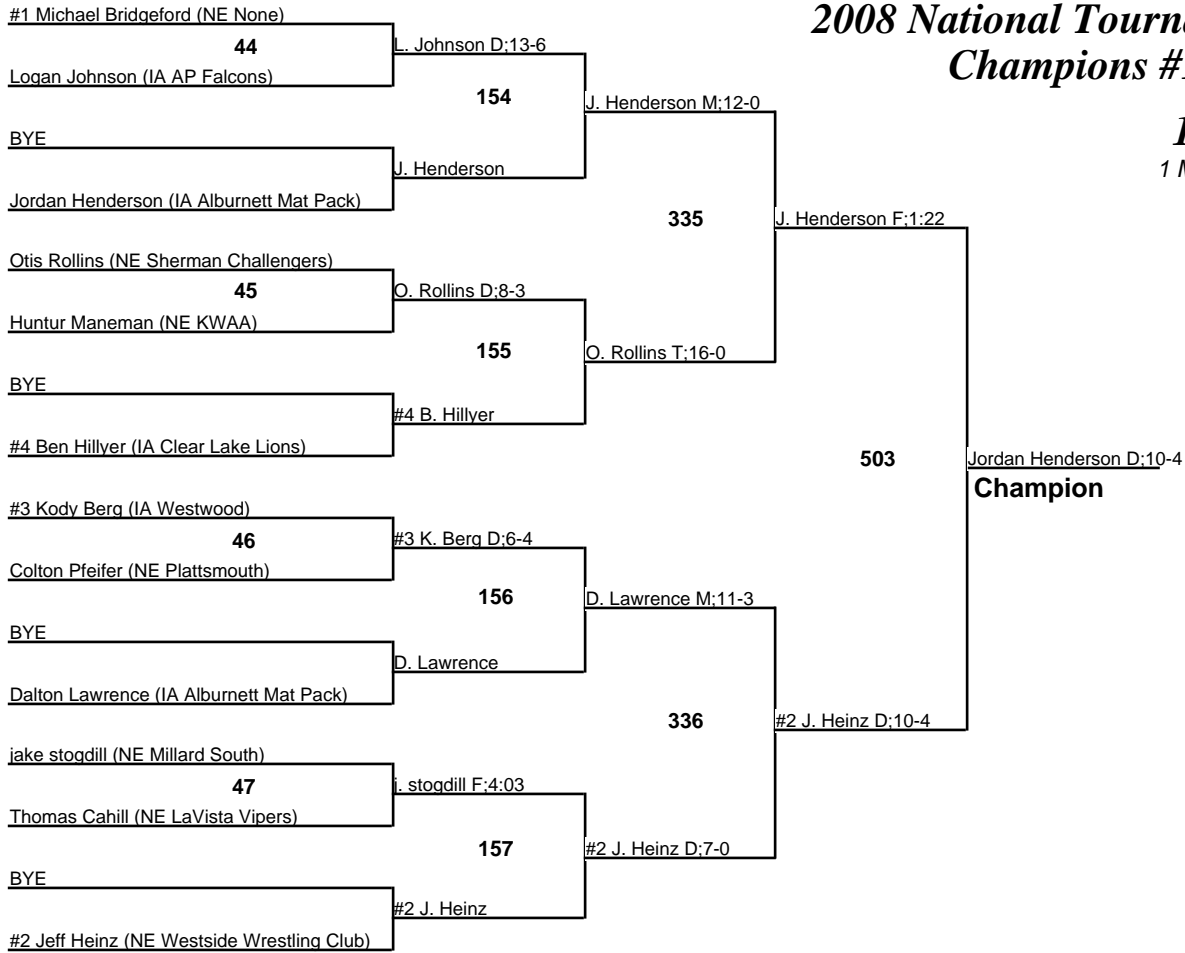 2008 National Tourna
Champions #
#1 Michael Bridgeford (NE None)
44
L. Johnson D;13-6
Logan Johnson (IA AP Falcons)
154
J. Henderson M;12-0
BYE
J. Henderson
1 M
Jordan Henderson (IA Alburnett Mat Pack)
335
J. Henderson F;1:22
Otis Rollins (NE Sherman Challengers)
45
O. Rollins D;8-3
Huntur Maneman (NE KWAA)
155
O. Rollins T;16-0
BYE
#4 B. Hillyer
#4 Ben Hillyer (IA Clear Lake Lions)
503
Jordan Henderson D;10-4
Champion
#3 Kody Berg (IA Westwood)
46
#3 K. Berg D;6-4
Colton Pfeifer (NE Plattsmouth)
156
D. Lawrence M;11-3
BYE
D. Lawrence
Dalton Lawrence (IA Alburnett Mat Pack)
336
#2 J. Heinz D;10-4
jake stogdill (NE Millard South)
47
j. stogdill F;4:03
Thomas Cahill (NE LaVista Vipers)
157
#2 J. Heinz D;7-0
BYE
#2 J. Heinz
#2 Jeff Heinz (NE Westside Wrestling Club)